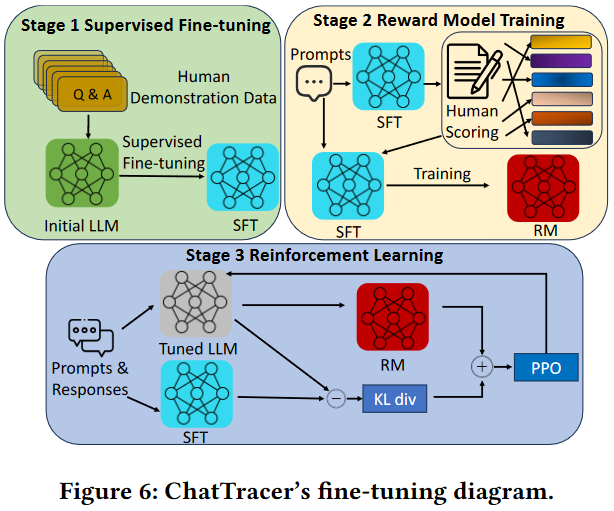 Stage 1 Supervised Fine-tuning
Q & A
Human
Demonstration Data
Supervised
Fine-tuning
Initial LLM
SFT
Stage 2 Reward Model Training
Prompts
SFT
Human
Scoring
Training
SFT
RM
Stage 3 Reinforcement Learning
Prompts &
Responses
Tuned LLM
SFT
RM
−
KL div
+
PPO
Figure 6: ChatTracer’s fine-tuning diagram.